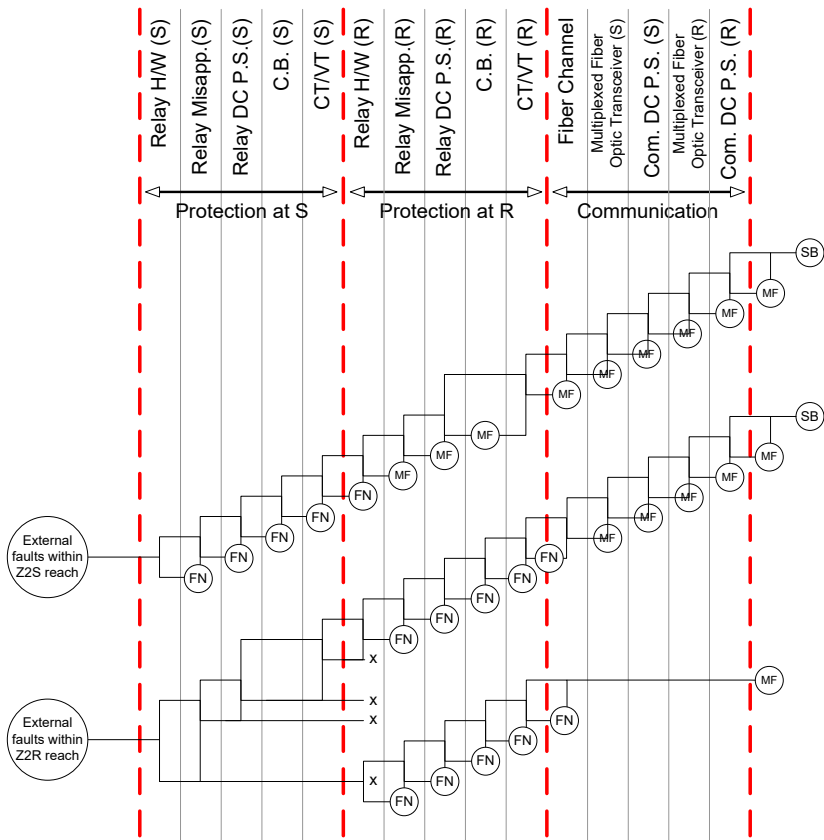 Relay H/W (S)
Relay Misapp.(S)
Relay DC P.S.(S)
C.B. (S)
CT/VT (S)
Relay H/W (R)
Relay Misapp.(R)
Relay DC P.S.(R)
C.B. (R)
CT/VT (R)
Fiber Channel
Multiplexed Fiber
Optic Transceiver (S)
Com. DC P.S. (S)
Multiplexed Fiber
Optic Transceiver (R)
Com. DC P.S. (R)
Protection at S
Protection at R
Communication
External
faults within
Z2S reach
FN
FN
FN
FN
FN
MF
MF
MF
MF
MF
MF
MF
MF
MF
SB
External
faults within
Z2R reach
x
x
x
FN
FN
FN
FN
FN
MF
MF
MF
MF
MF
SB
x
FN
FN
FN
FN
FN
MF